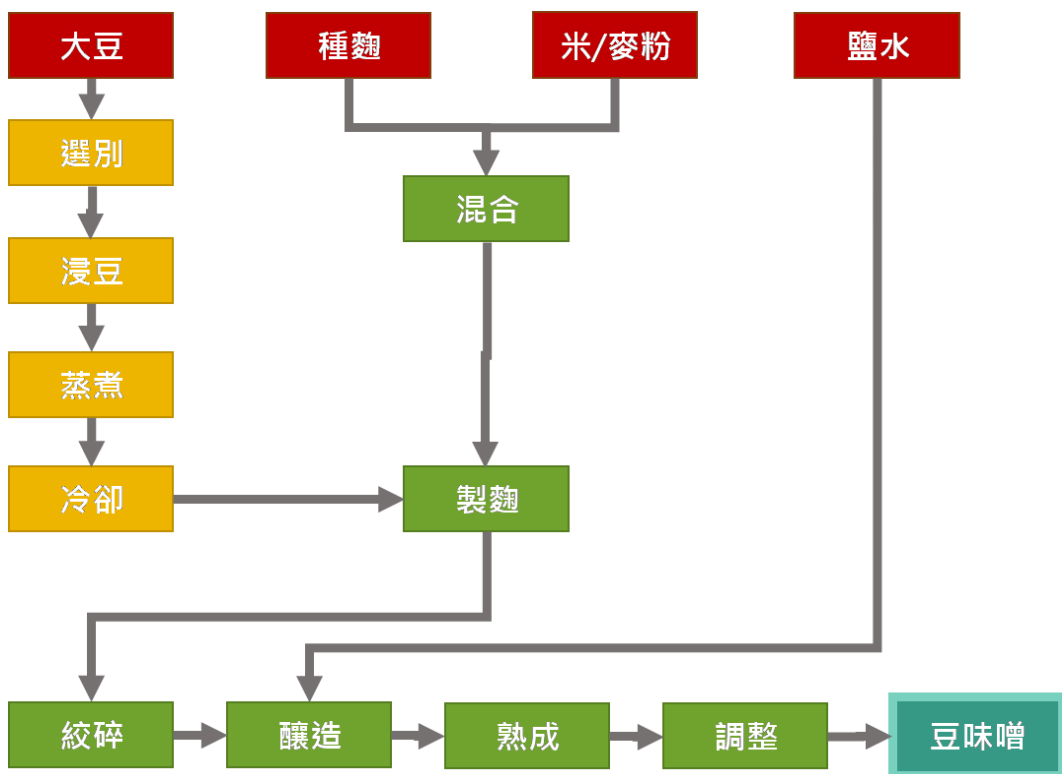 大豆
種麴
米/麥粉
鹽水
選別
混合
浸豆
蒸煮
冷卻
製麴
絞碎
釀造
熟成
調整
豆味噌